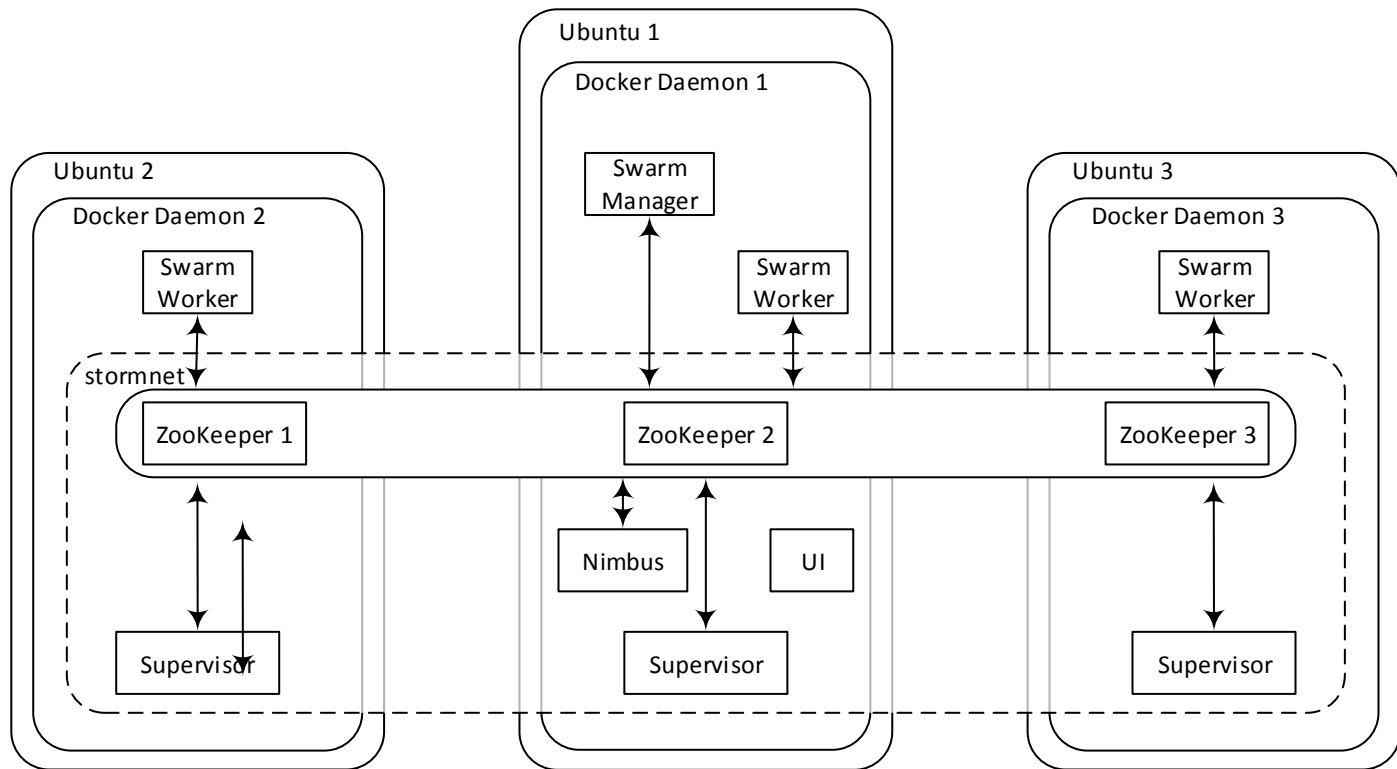 Ubuntu 1
Docker Daemon 1
Swarm
Manager
Swarm
Worker
Ubuntu 2
Docker Daemon 2
Swarm
Worker
Ubuntu 3
Docker Daemon 3
Swarm
Worker
stormnet
ZooKeeper 1
ZooKeeper 2
ZooKeeper 3
Nimbus
UI
Supervisor
Supervisor
Supervisor